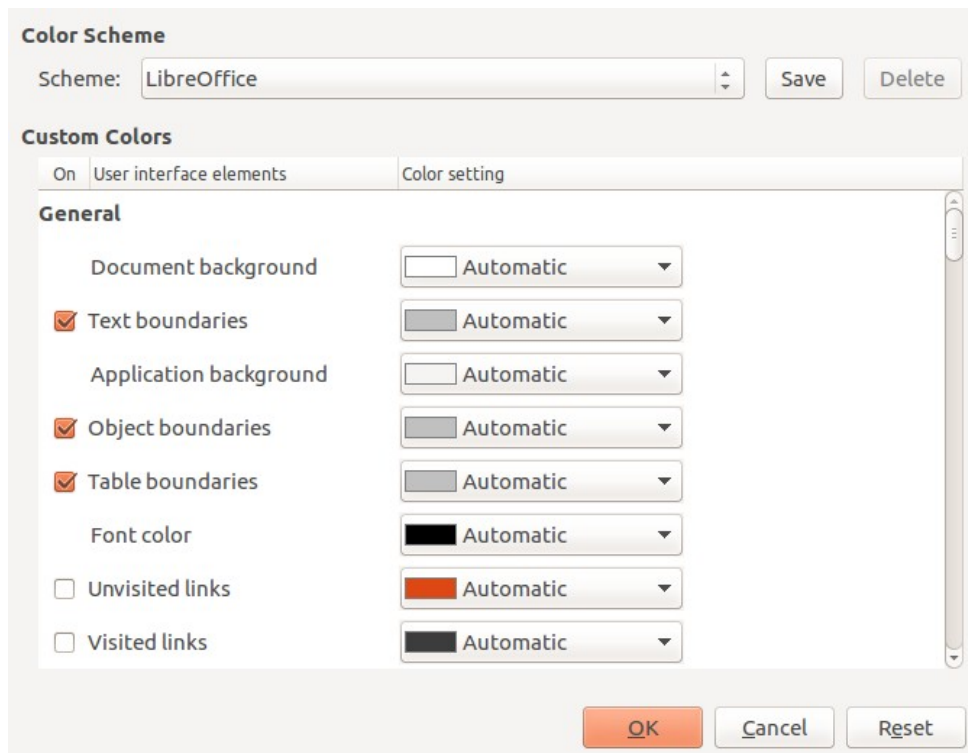 Color Scheme
Scheme: LibreOffice Save Delete
Custom Colors
On User interface elements Color setting
General
Document background Automatic
Text boundaries Automatic
Application background Automatic
Object boundaries Automatic
Table boundaries Automatic
Font color Automatic
Unvisited links Automatic
Visited links Automatic
OK Cancel Reset